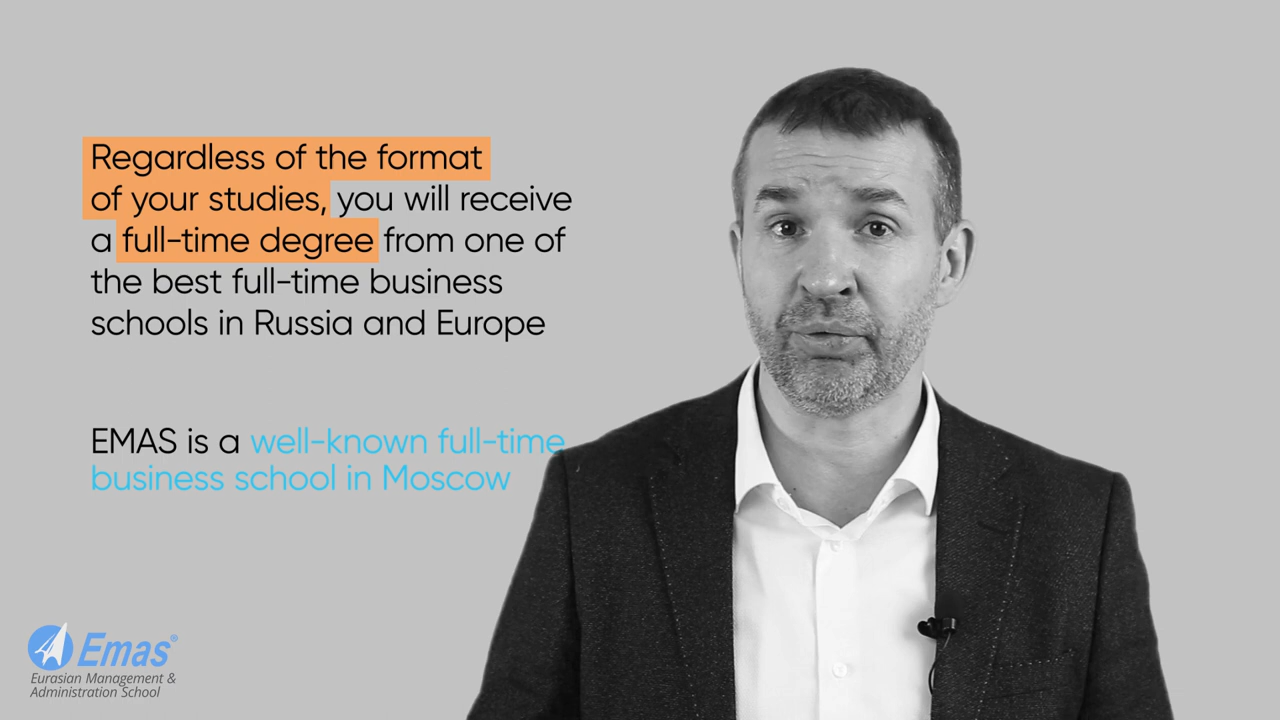 Regardless of the format
of your studies, you will receive
a full-time degree from one of
the best full-time business
schools in Russia and Europe
EMAS is a well-known full-time
business school in Moscow
Emas®
Eurasian Management &
Administration School